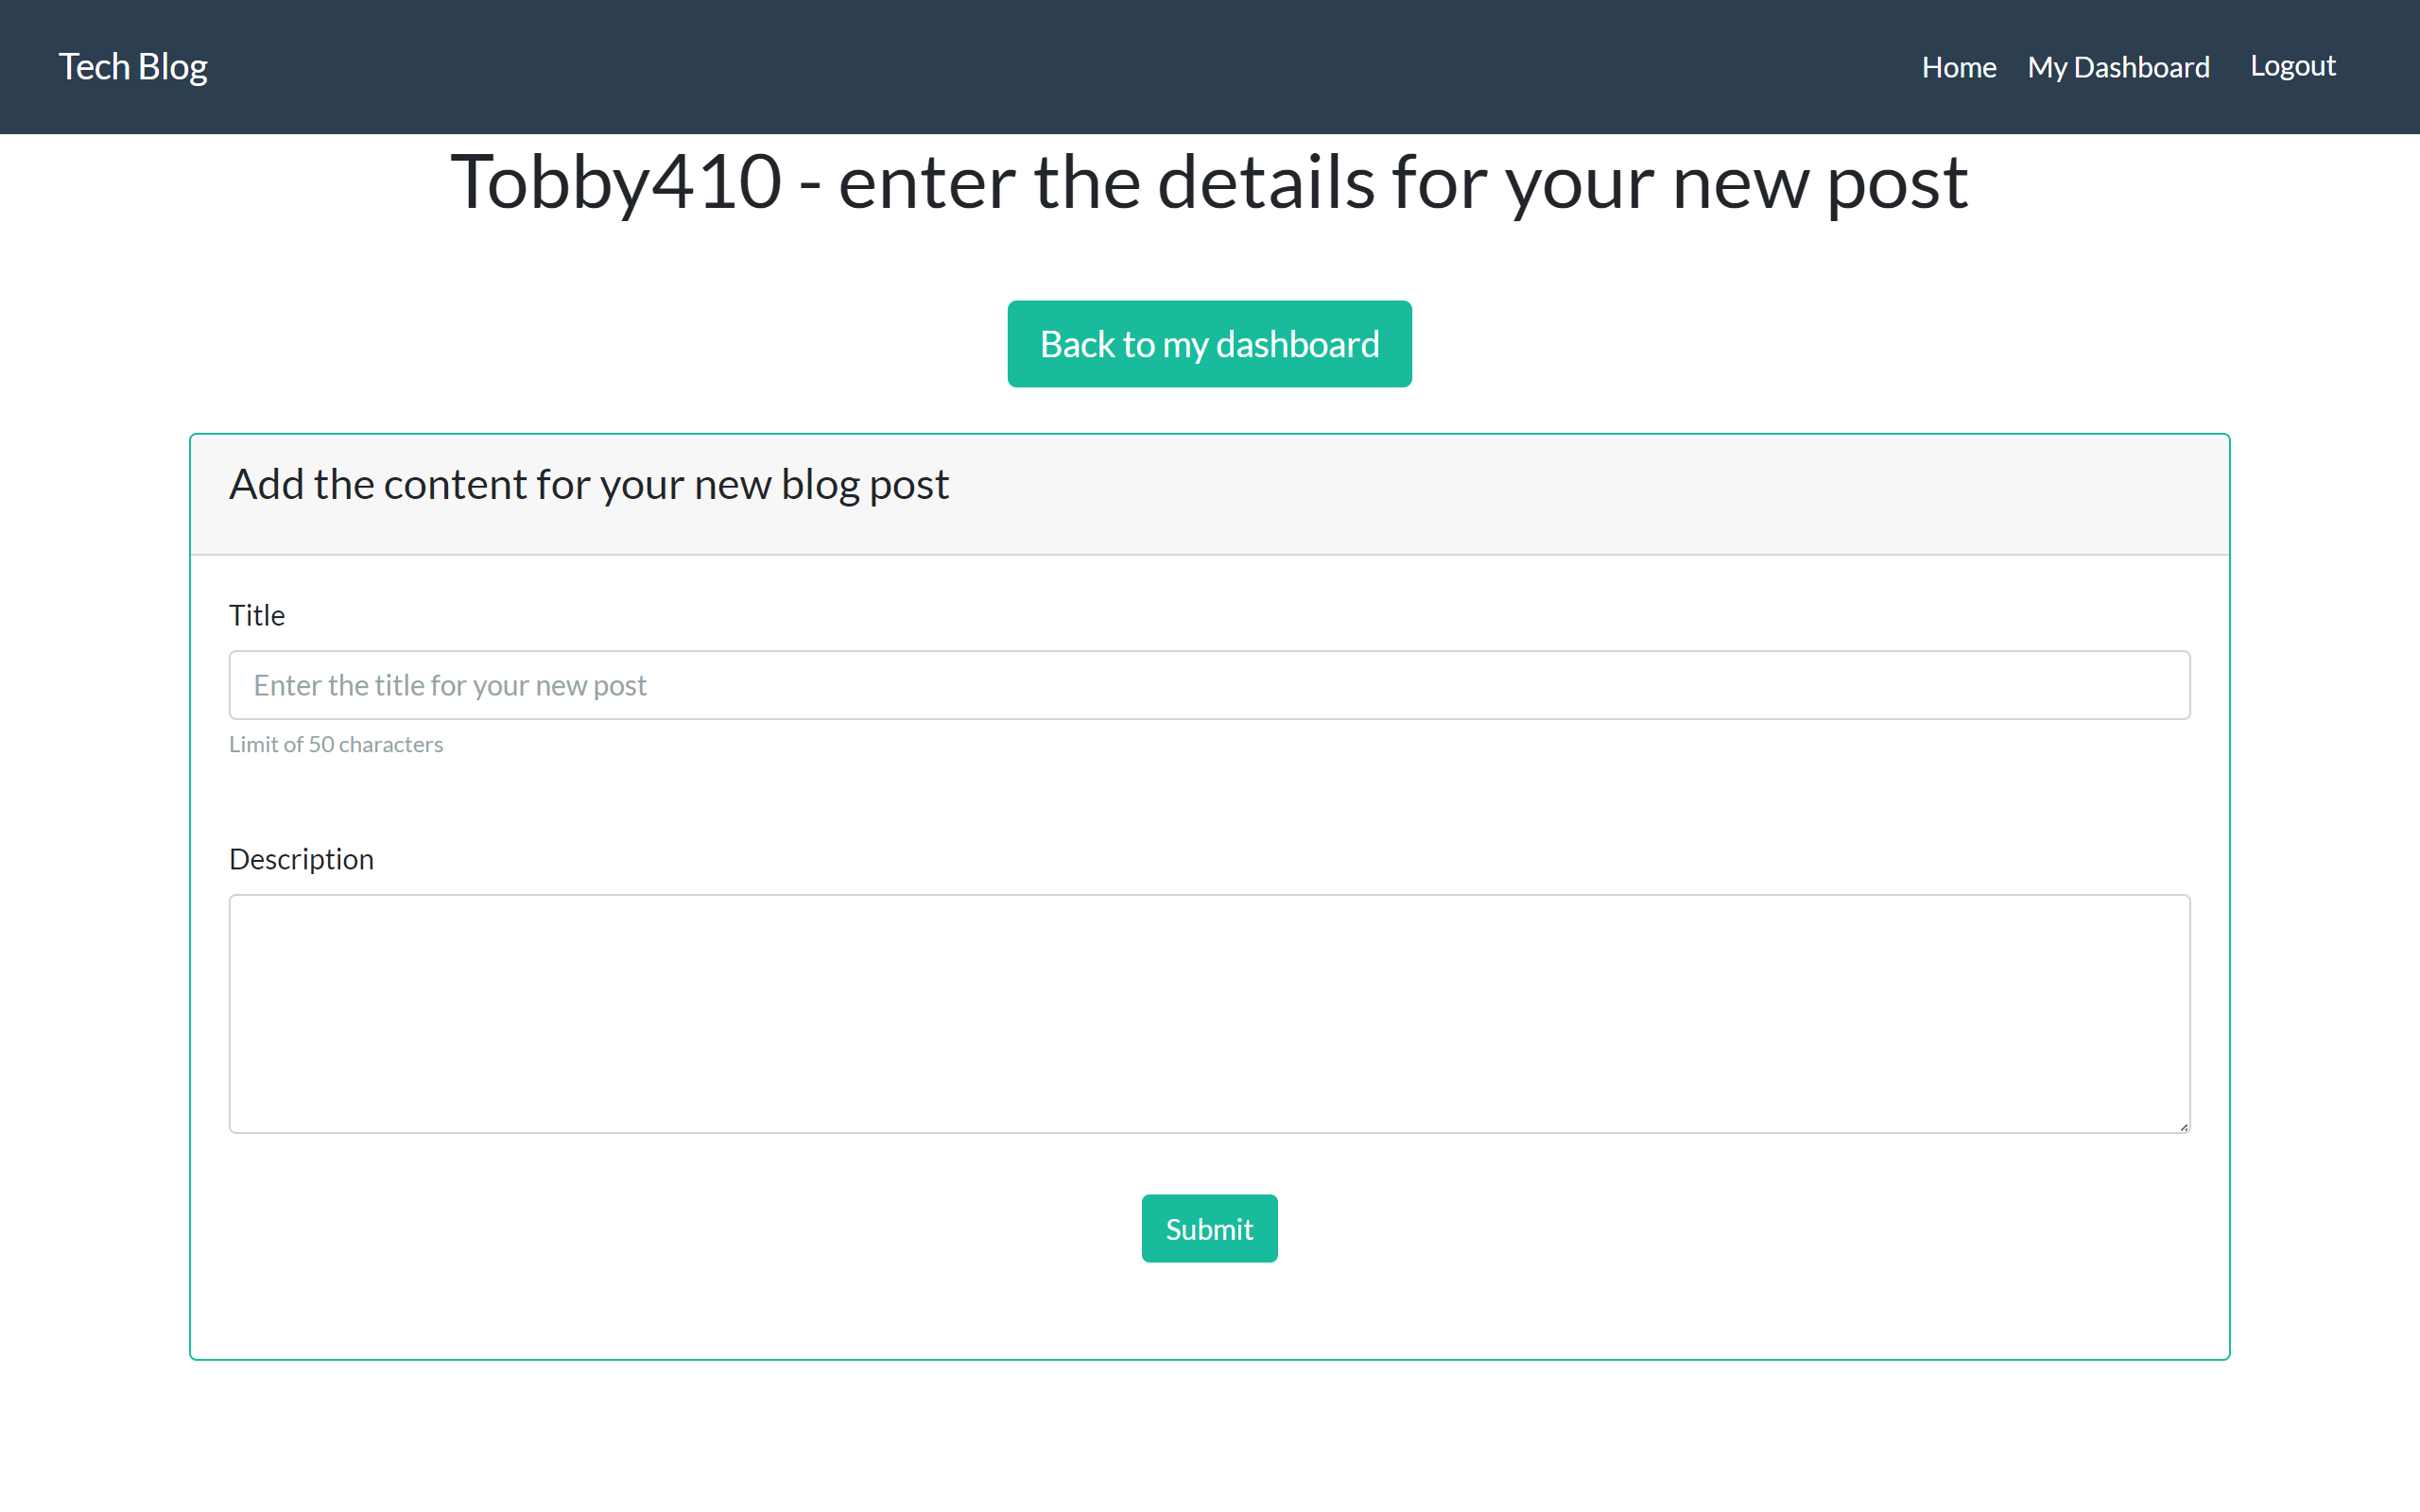 Tech Blog
Home My Dashboard Logout
Tobby410 - enter the details for your new post
Back to my dashboard
Add the content for your new blog post
Title
Enter the title for your new post
Limit of 50 characters
Description
Submit